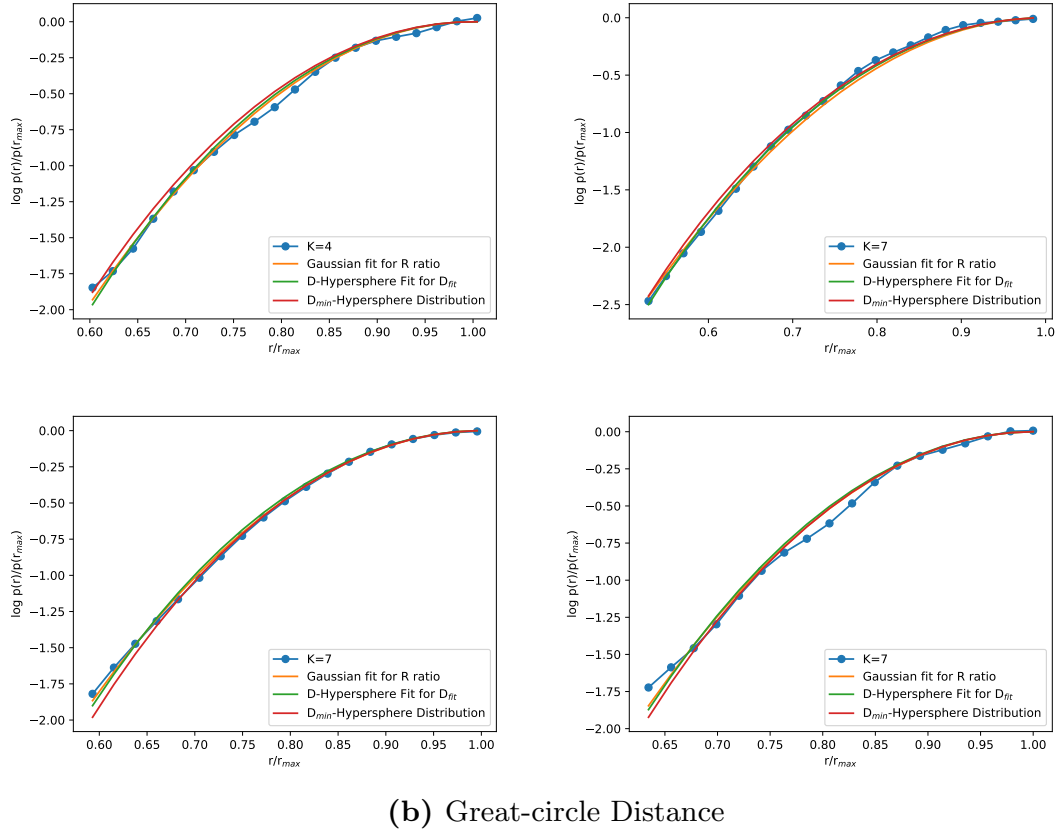 0.00
−0.25
−0.50
−0.75
−1.00
−1.25
−1.50
−1.75
−2.00
log p(r)/p(r_max)
K=4
Gaussian fit for R ratio
D-Hypersphere Fit for D_fit
D_min-Hypersphere Distribution
0.60 0.65 0.70 0.75 0.80 0.85 0.90 0.95 1.00
r/r_max
0.0
−0.5
−1.0
−1.5
−2.0
−2.5
log p(r)/p(r_max)
K=7
Gaussian fit for R ratio
D-Hypersphere Fit for D_fit
D_min-Hypersphere Distribution
0.6 0.7 0.8 0.9 1.0
r/r_max
0.00
−0.25
−0.50
−0.75
−1.00
−1.25
−1.50
−1.75
−2.00
log p(r)/p(r_max)
K=7
Gaussian fit for R ratio
D-Hypersphere Fit for D_fit
D_min-Hypersphere Distribution
0.60 0.65 0.70 0.75 0.80 0.85 0.90 0.95 1.00
r/r_max
0.00
−0.25
−0.50
−0.75
−1.00
−1.25
−1.50
−1.75
−2.00
log p(r)/p(r_max)
K=7
Gaussian fit for R ratio
D-Hypersphere Fit for D_fit
D_min-Hypersphere Distribution
0.65 0.70 0.75 0.80 0.85 0.90 0.95 1.00
r/r_max
(b) Great-circle Distance